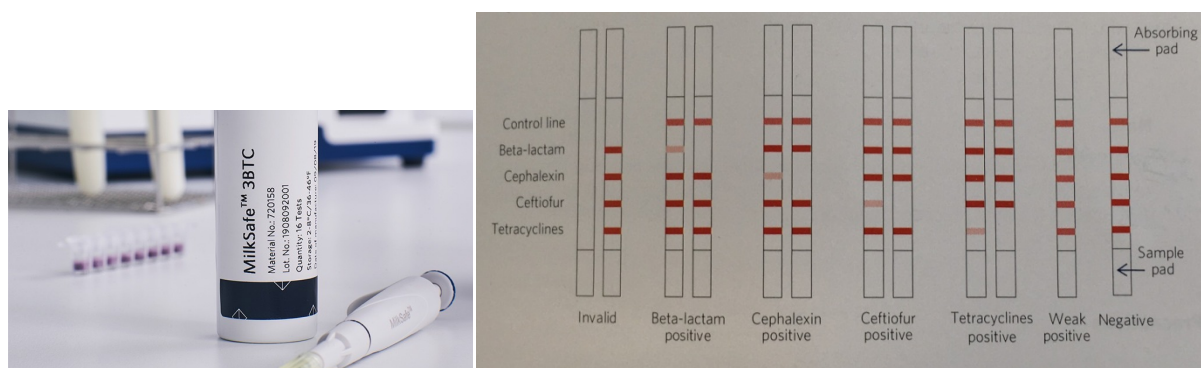 MilkSafe™ 3BTC
Material No.: 720158
Lot. No.: 1908092001
Quantity: 16 Tests
Storage: 2-8°C/36-46°F
MilkSafe™
Absorbing
pad
Control line
Beta-lactam
Cephalexin
Ceftiofur
Tetracyclines
Sample
pad
Invalid
Beta-lactam
positive
Cephalexin
positive
Ceftiofur
positive
Tetracyclines
positive
Weak
positive
Negative